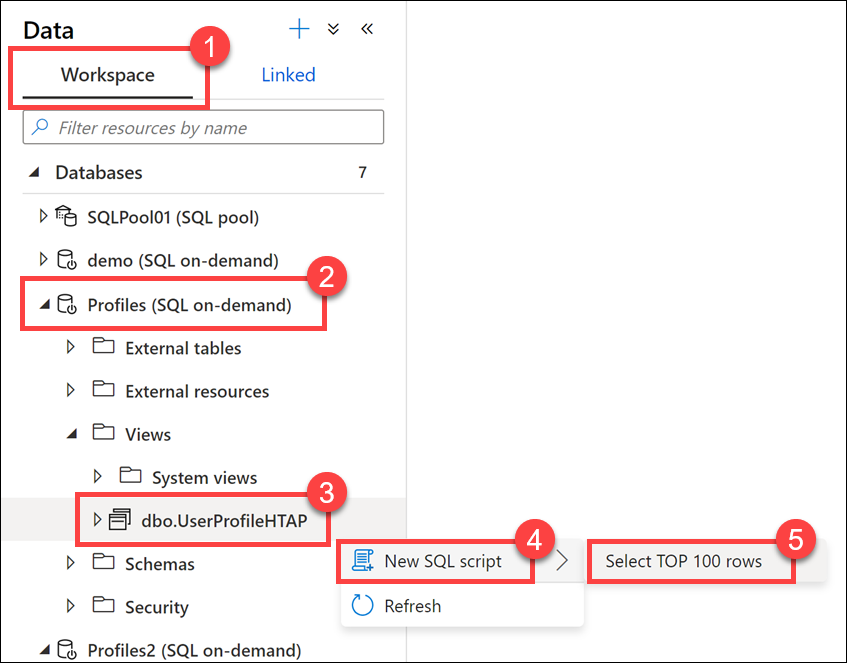 Data
1
Workspace Linked
Filter resources by name
Databases 7
SQLPool01 (SQL pool)
demo (SQL on-demand)
2
Profiles (SQL on-demand)
External tables
External resources
Views
System views
3
dbo.UserProfileHTAP
4 5
Schemas New SQL script Select TOP 100 rows
Security Refresh
Profiles2 (SQL on-demand)